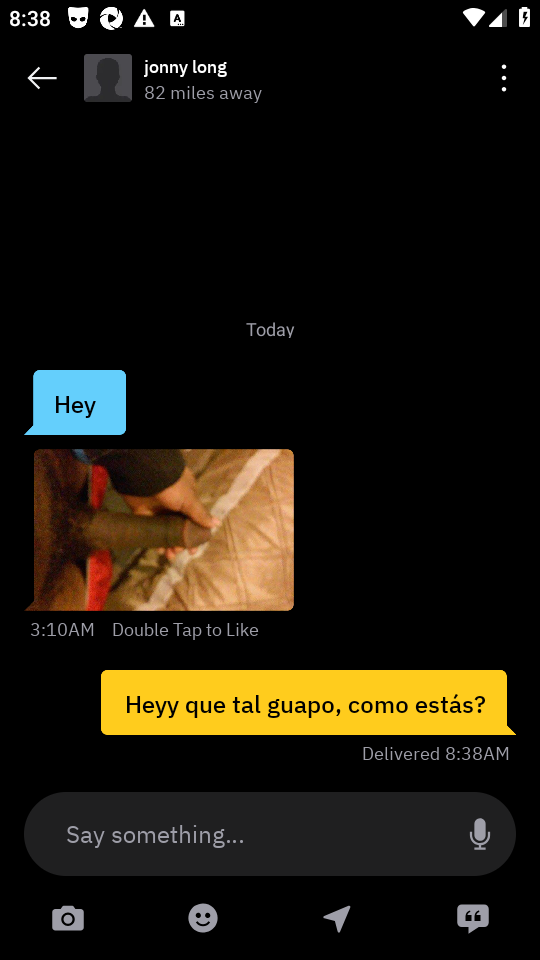 8:38
jonny long
82 miles away
Today
Hey
3:10AM Double Tap to Like
Heyy que tal guapo, como estás?
Delivered 8:38AM
Say something...